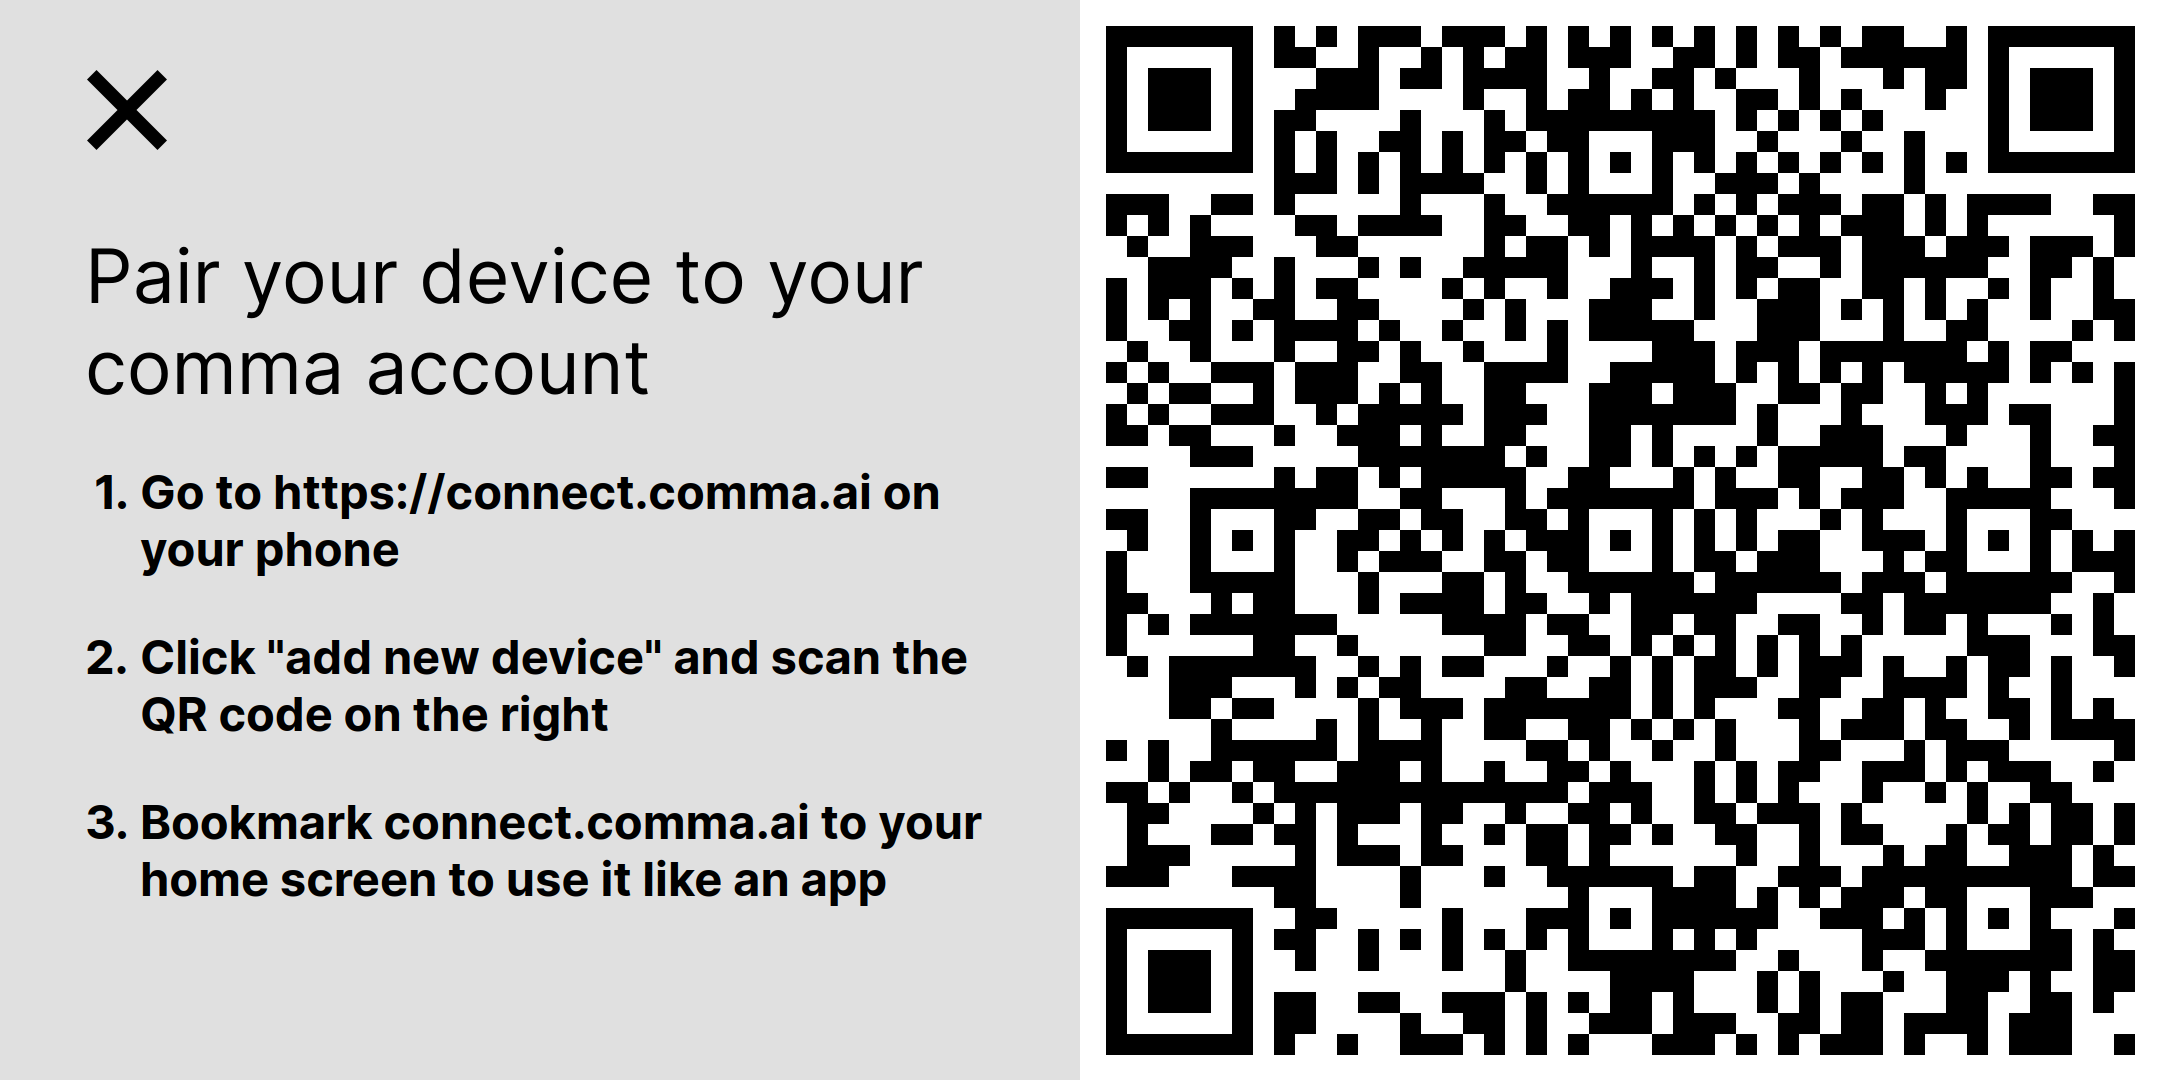 Pair your device to your
comma account
1. Go to https://connect.comma.ai on
your phone
2. Click "add new device" and scan the
QR code on the right
3. Bookmark connect.comma.ai to your
home screen to use it like an app